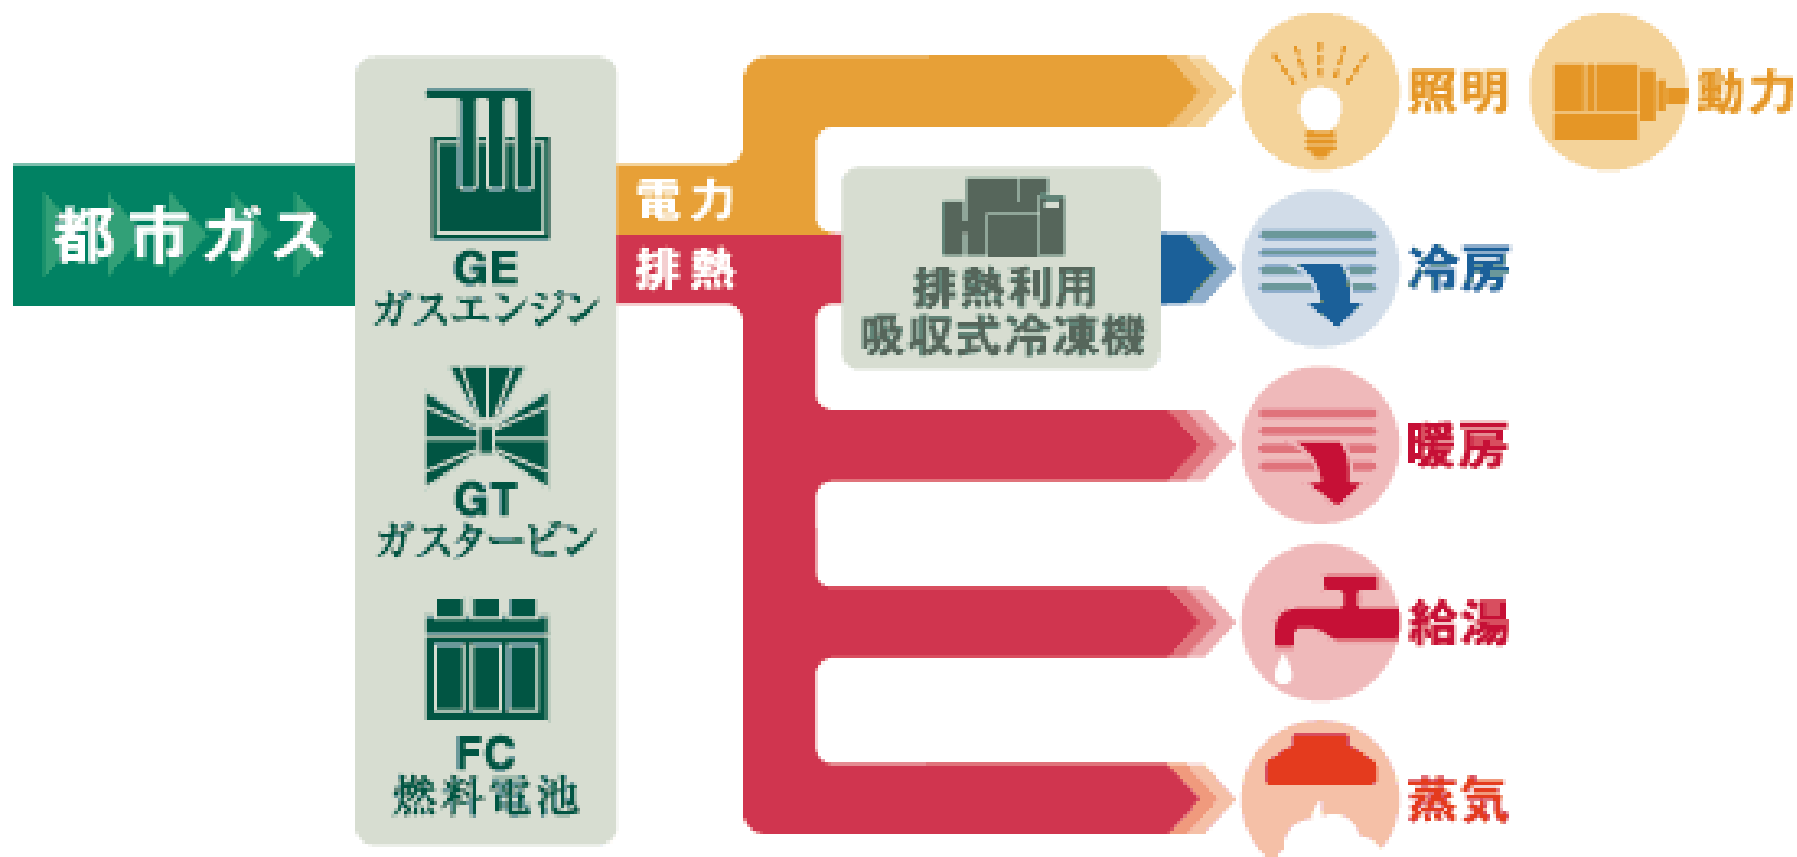 都市ガス
GE
ガスエンジン
GT
ガスタービン
FC
燃料電池
電力
排熱
排熱利用
吸収式冷凍機
照明
動力
冷房
暖房
給湯
蒸気